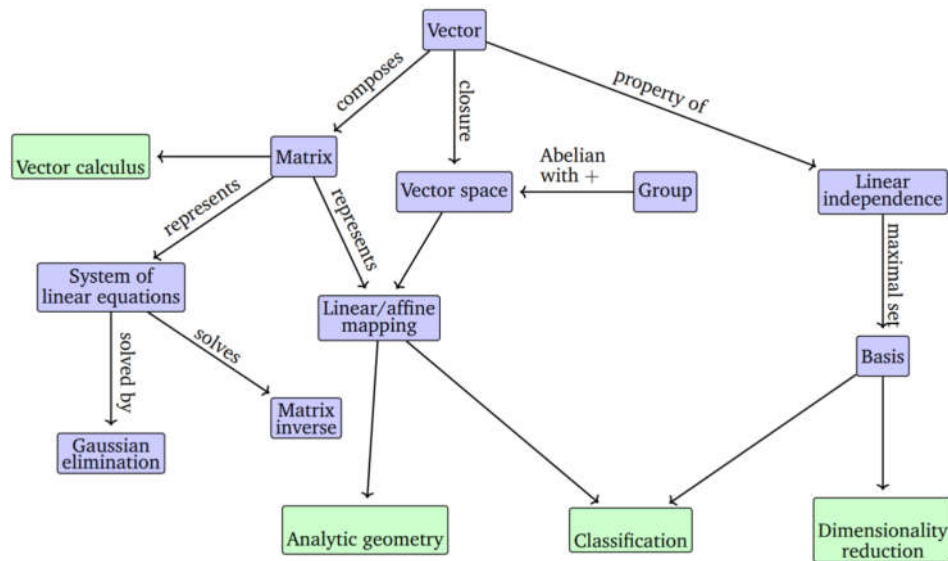 Vector
composes
closure
property of
Vector calculus
Matrix
Vector space
Abelian
with +
Group
Linear
independence
represents
represents
maximal set
System of
linear equations
Linear/affine
mapping
solved by
solves
Basis
Matrix
inverse
Gaussian
elimination
Analytic geometry
Classification
Dimensionality
reduction